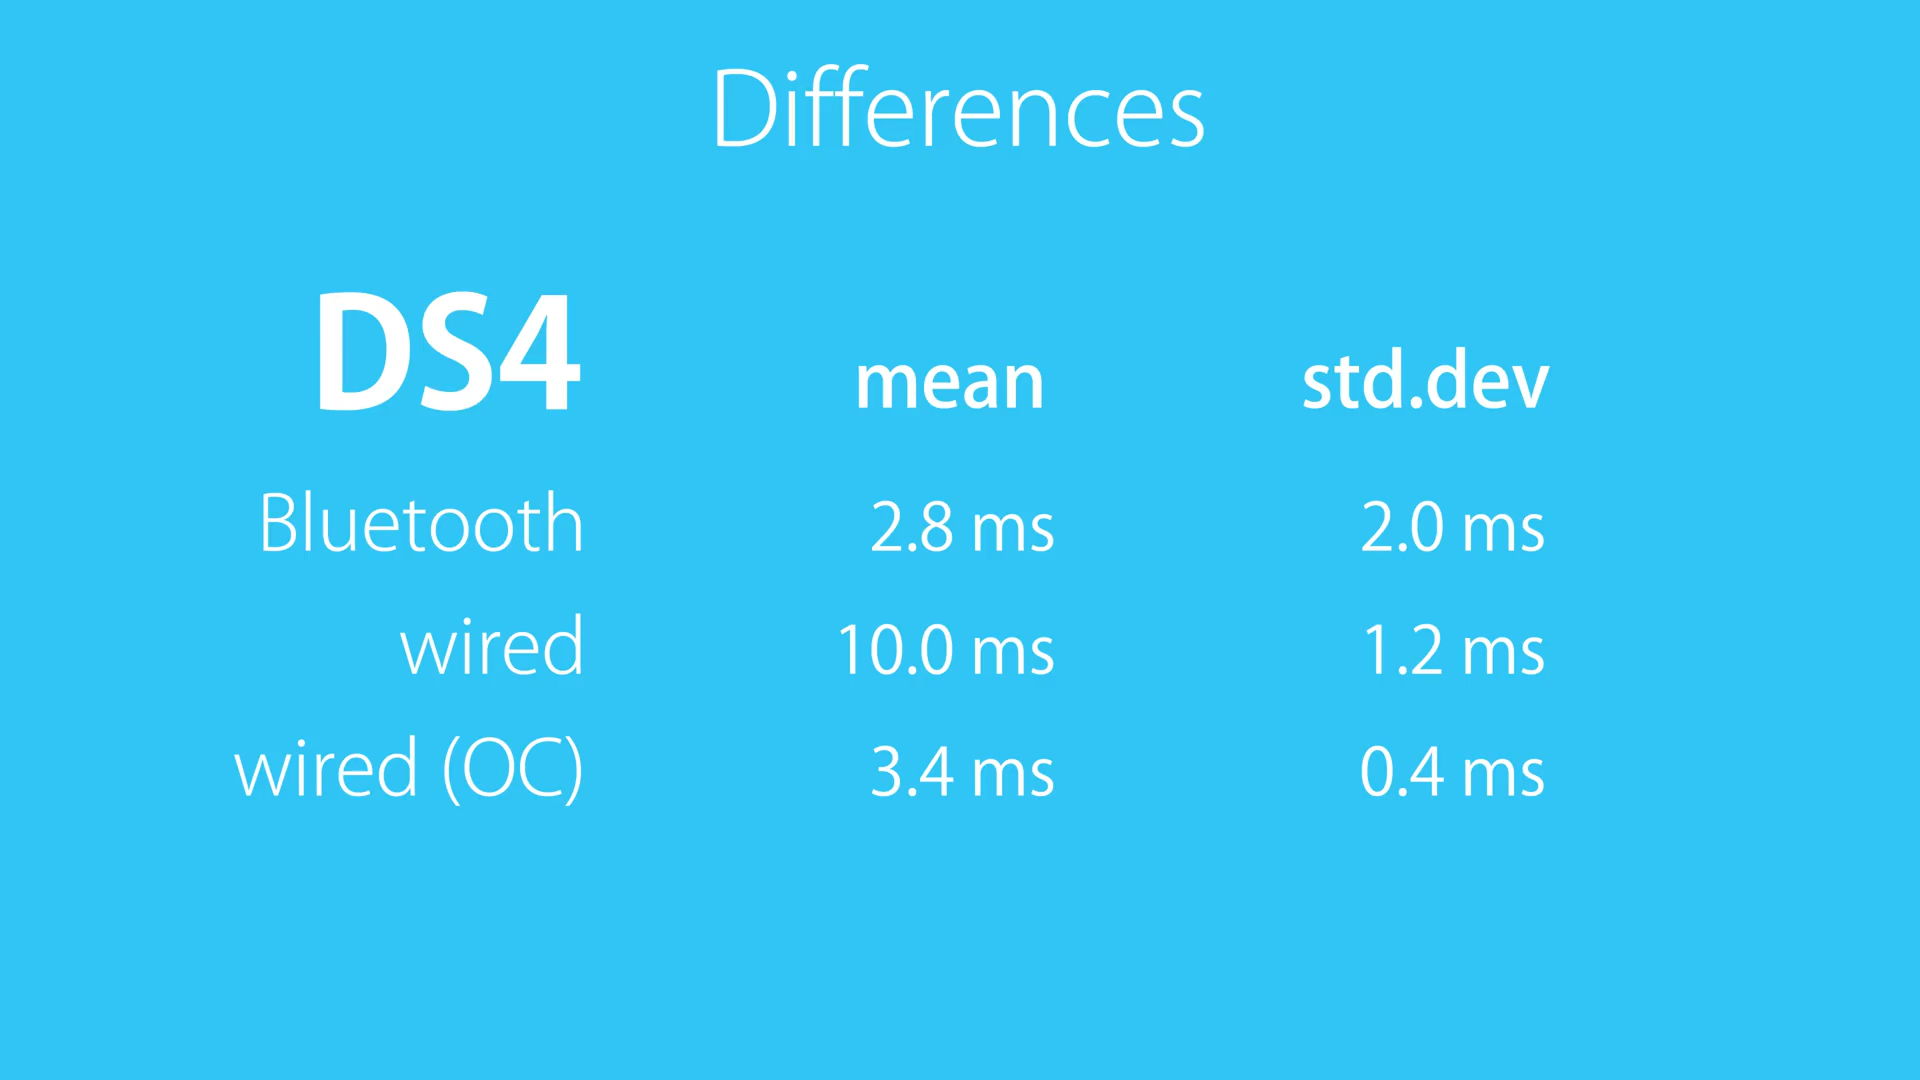 Differences
DS4 mean std.dev
Bluetooth 2.8 ms 2.0 ms
wired 10.0 ms 1.2 ms
wired (OC) 3.4 ms 0.4 ms